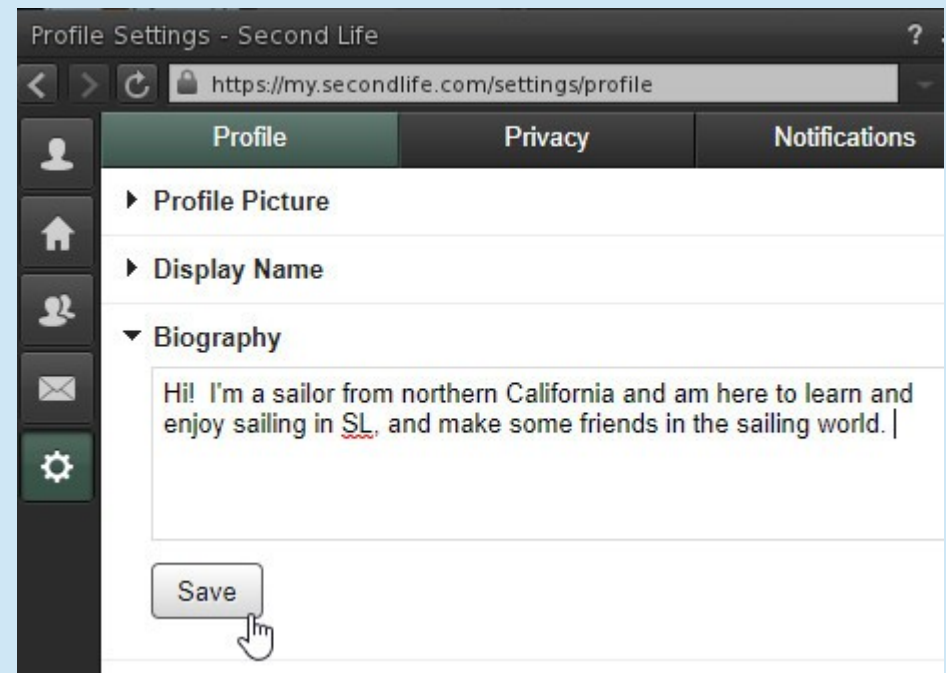 Profile Settings - Second Life ?
https://my.secondlife.com/settings/profile
Profile Privacy Notifications
Profile Picture
Display Name
Biography
Hi!  I'm a sailor from northern California and am here to learn and
enjoy sailing in SL, and make some friends in the sailing world.
Save